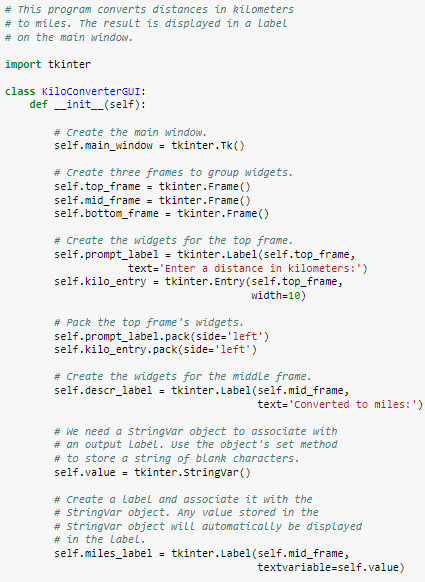 # This program converts distances in kilometers
# to miles. The result is displayed in a label
# on the main window.

import tkinter

class KiloConverterGUI:
    def __init__(self):

        # Create the main window.
        self.main_window = tkinter.Tk()

        # Create three frames to group widgets.
        self.top_frame = tkinter.Frame()
        self.mid_frame = tkinter.Frame()
        self.bottom_frame = tkinter.Frame()

        # Create the widgets for the top frame.
        self.prompt_label = tkinter.Label(self.top_frame,
                    text='Enter a distance in kilometers:')
        self.kilo_entry = tkinter.Entry(self.top_frame,
                                        width=10)

        # Pack the top frame's widgets.
        self.prompt_label.pack(side='left')
        self.kilo_entry.pack(side='left')

        # Create the widgets for the middle frame.
        self.descr_label = tkinter.Label(self.mid_frame,
                                         text='Converted to miles:')

        # We need a StringVar object to associate with
        # an output label. Use the object's set method
        # to store a string of blank characters.
        self.value = tkinter.StringVar()

        # Create a label and associate it with the
        # StringVar object. Any value stored in the
        # StringVar object will automatically be displayed
        # in the label.
        self.miles_label = tkinter.Label(self.mid_frame,
                                         textvariable=self.value)